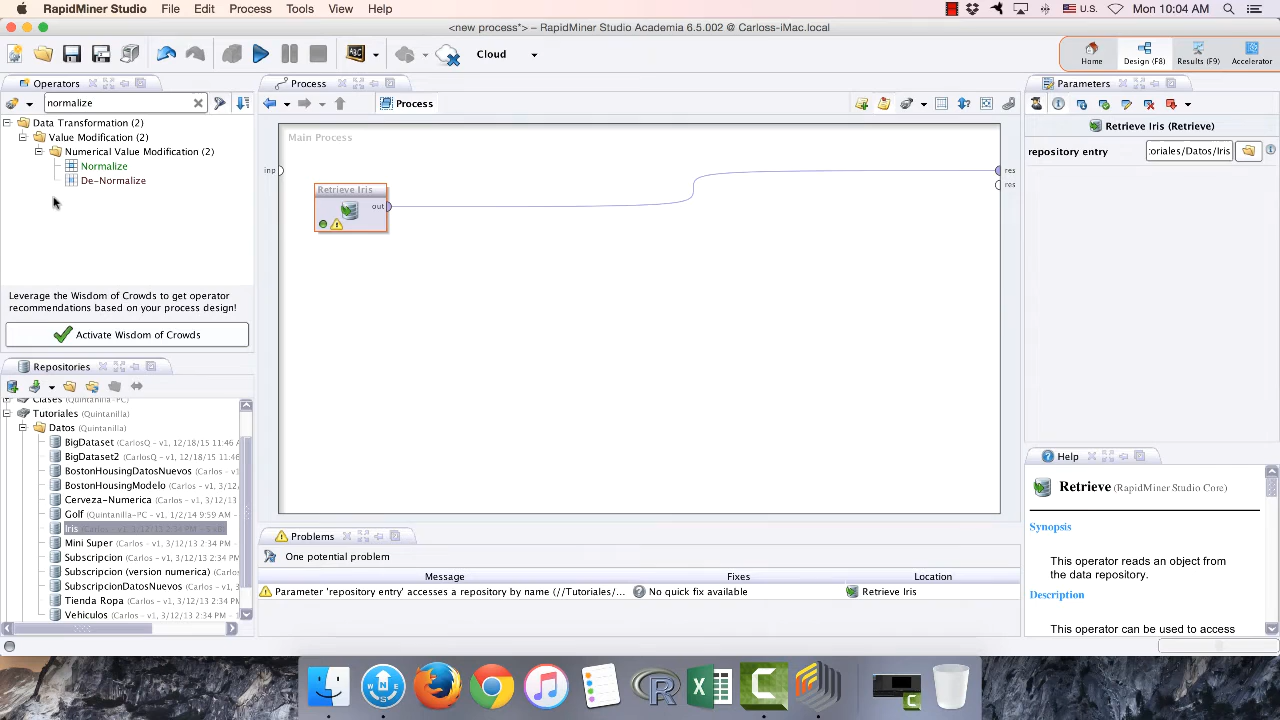 RapidMiner Studio File Edit Process Tools View Help U.S. Mon 10:04 AM
<new process*> – RapidMiner Studio Academia 6.5.002 @ Carloss-iMac.local
ABC Cloud Home Design (F8) Results (F9) Accelerator
Operators Process Parameters
normalize Process Retrieve Iris (Retrieve)
Data Transformation (2)
Value Modification (2)
Numerical Value Modification (2)
Normalize
De-Normalize
Main Process
inp
Retrieve Iris
out
res
res
repository entry :oriales/Datos/Iris
Leverage the Wisdom of Crowds to get operator
recommendations based on your process design!
Activate Wisdom of Crowds
Repositories
Clases (Quintanilla-PC)
Tutoriales (Quintanilla)
Datos (Quintanilla)
BigDataset (CarlosQ – v1, 12/18/15 11:46
BigDataset2 (CarlosQ – v1, 12/18/15 11:46
BostonHousingDatosNuevos (Carlos –
BostonHousingModelo (Carlos – v1, 3/12
Cerveza-Numerica (Carlos – v1, 3/12/13
Golf (Quintanilla-PC – v1, 1/2/14 9:59 AM –
Iris (Carlos – v1, 3/12/13 2:34 PM –
Mini Super (Carlos – v1, 3/12/13 2:34 PM –
Subscripcion (Carlos – v1, 3/12/13 2:34 PM
Subscripcion (version numerica) (Carlos
SubscripcionDatosNuevos (Carlos – v1,
Tienda Ropa (Carlos – v1, 3/12/13 2:34 PM
Vehiculos (Carlos – v1, 3/12/13 2:34 PM –
Problems
One potential problem
Message Fixes Location
Parameter 'repository entry' accesses a repository by name (//Tutoriales/... No quick fix available Retrieve Iris
Help
Retrieve (RapidMiner Studio Core)
Synopsis
This operator reads an object from
the data repository.
Description
This operator can be used to access